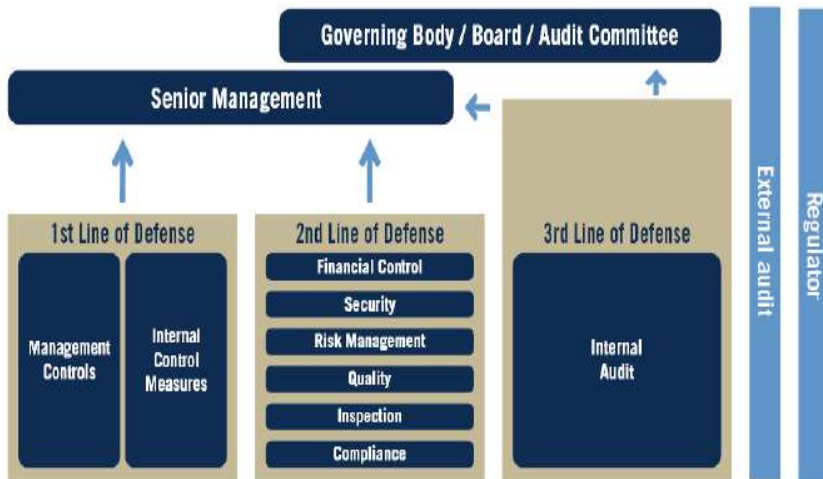 Governing Body / Board / Audit Committee
Senior Management
1st Line of Defense
Management
Controls
Internal
Control
Measures
2nd Line of Defense
Financial Control
Security
Risk Management
Quality
Inspection
Compliance
3rd Line of Defense
Internal
Audit
External audit
Regulator